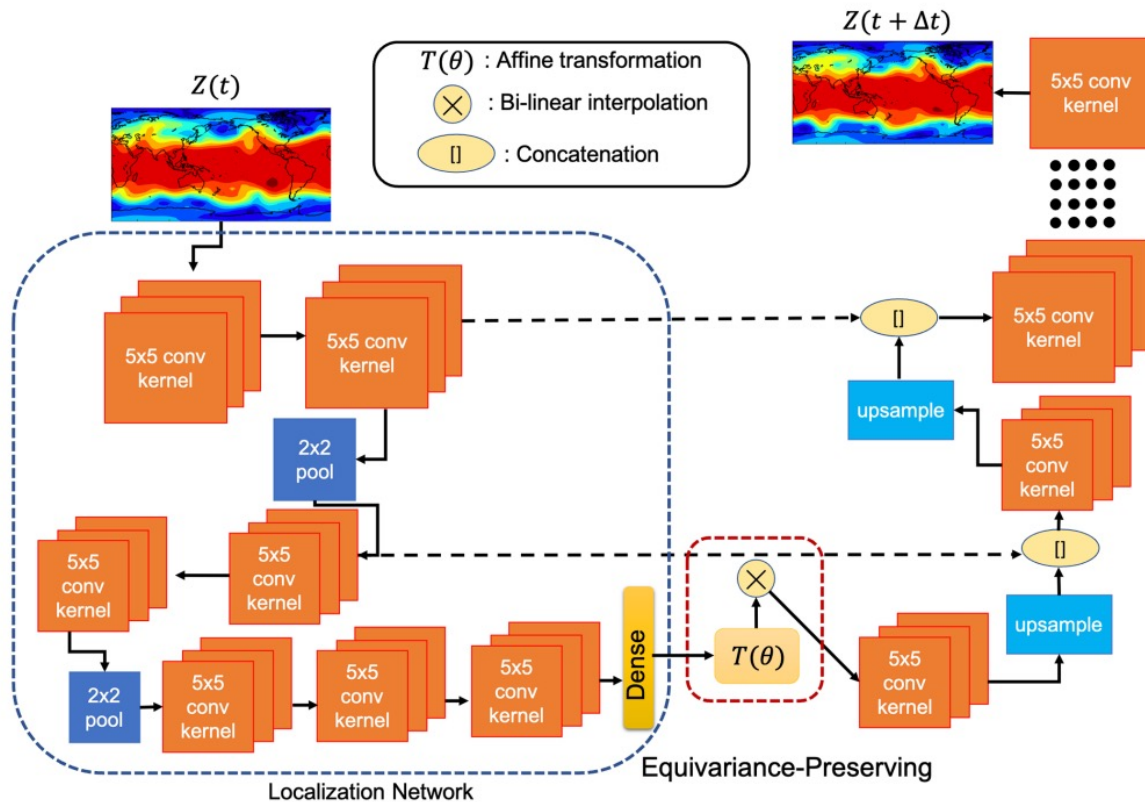 Z(t)
T(θ) : Affine transformation
× : Bi-linear interpolation
[] : Concatenation
Z(t + Δt)
5x5 conv
kernel
5x5 conv
kernel
5x5 conv
kernel
[]
5x5 conv
kernel
2x2
pool
upsample
5x5
conv
kernel
5x5
conv
kernel
5x5
conv
kernel
[]
×
upsample
2x2
pool
5x5
conv
kernel
5x5
conv
kernel
5x5
conv
kernel
Dense
T(θ)
5x5
conv
kernel
Equivariance-Preserving
Localization Network